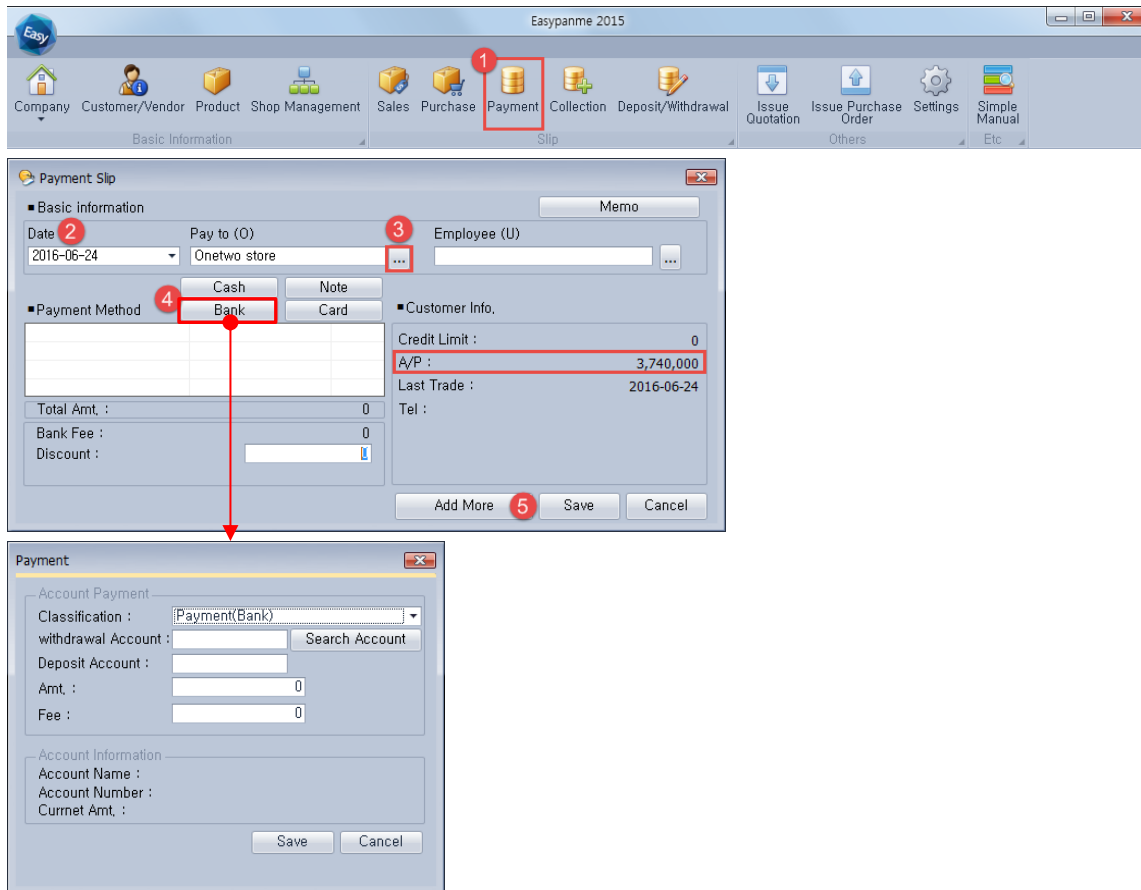 Easypanme 2015
Easy
1
Company Customer/Vendor Product Shop Management Sales Purchase Payment Collection Deposit/Withdrawal Issue Quotation Issue Purchase Order Settings Simple Manual
Basic Information Slip Others Etc
Payment Slip
■Basic information Memo
Date 2 Pay to (O) 3 Employee (U)
2016-06-24 Onetwo store ... ...
Cash Note
■Payment Method 4 Bank Card ■Customer Info.
Credit Limit : 0
A/P : 3,740,000
Last Trade : 2016-06-24
Total Amt. : 0 Tel :
Bank Fee : 0
Discount : 0
Add More 5 Save Cancel
Payment
Account Payment
Classification : Payment(Bank)
withdrawal Account : Search Account
Deposit Account :
Amt. : 0
Fee : 0
Account Information
Account Name :
Account Number :
Currnet Amt. :
Save Cancel